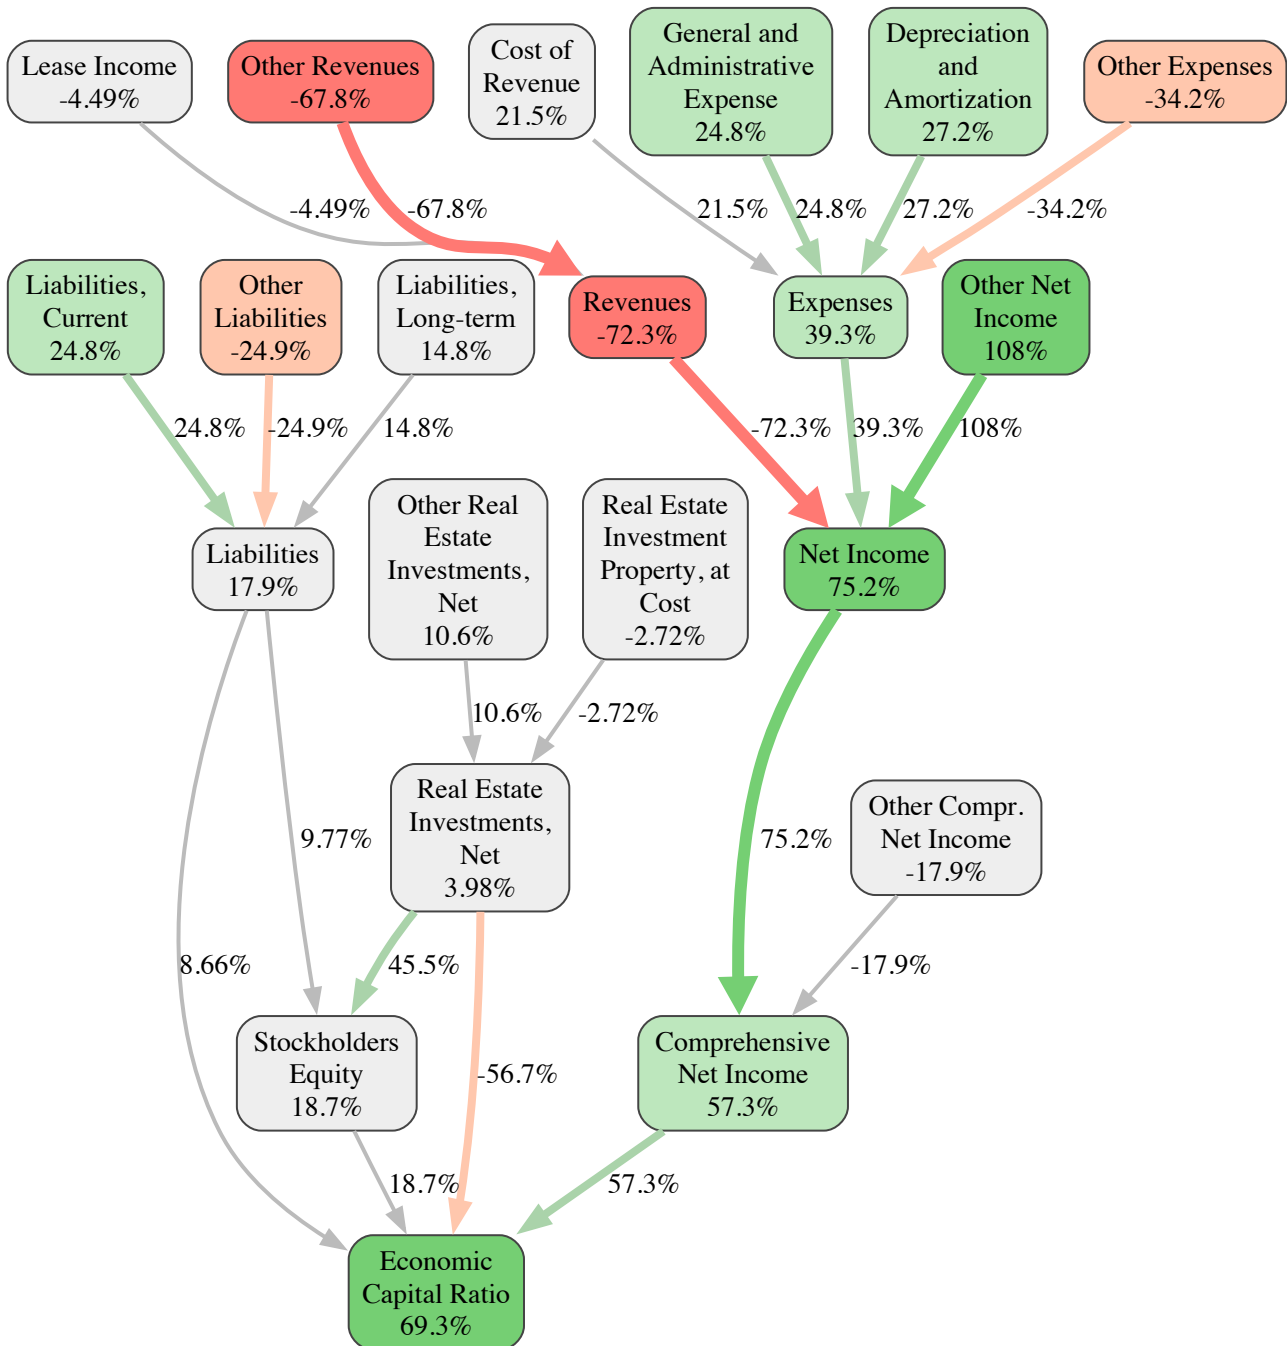 Lease Income
-4.49%
Other Revenues
-67.8%
Cost of
Revenue
21.5%
General and
Administrative
Expense
24.8%
Depreciation
and
Amortization
27.2%
Other Expenses
-34.2%
-4.49%
-67.8%
21.5%
24.8%
27.2%
-34.2%
Liabilities,
Current
24.8%
Other
Liabilities
-24.9%
Liabilities,
Long-term
14.8%
Revenues
-72.3%
Expenses
39.3%
Other Net
Income
108%
24.8%
-24.9%
14.8%
-72.3%
39.3%
108%
Liabilities
17.9%
Other Real
Estate
Investments,
Net
10.6%
Real Estate
Investment
Property, at
Cost
-2.72%
Net Income
75.2%
10.6%
-2.72%
Real Estate
Investments,
Net
3.98%
Other Compr.
Net Income
-17.9%
9.77%
75.2%
8.66%
45.5%
-17.9%
Stockholders
Equity
18.7%
Comprehensive
Net Income
57.3%
-56.7%
18.7%
57.3%
Economic
Capital Ratio
69.3%